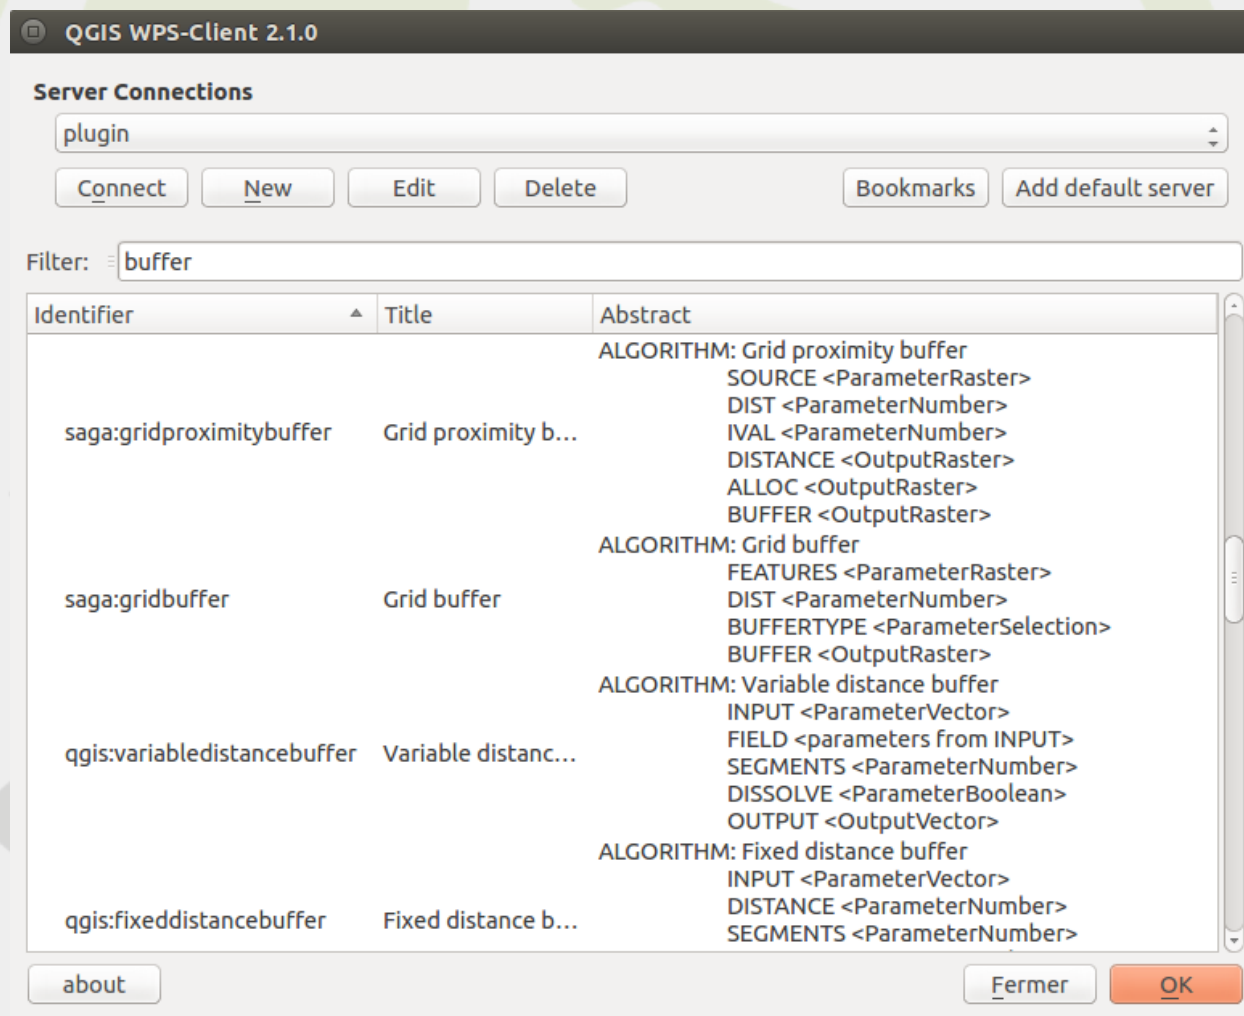 QGIS WPS-Client 2.1.0
Server Connections
plugin
Connect New Edit Delete Bookmarks Add default server
Filter: buffer
Identifier Title Abstract
ALGORITHM: Grid proximity buffer
SOURCE <ParameterRaster>
DIST <ParameterNumber>
saga:gridproximitybuffer Grid proximity b... IVAL <ParameterNumber>
DISTANCE <OutputRaster>
ALLOC <OutputRaster>
BUFFER <OutputRaster>
ALGORITHM: Grid buffer
FEATURES <ParameterRaster>
saga:gridbuffer Grid buffer DIST <ParameterNumber>
BUFFERTYPE <ParameterSelection>
BUFFER <OutputRaster>
ALGORITHM: Variable distance buffer
INPUT <ParameterVector>
FIELD <parameters from INPUT>
qgis:variabledistancebuffer Variable distanc... SEGMENTS <ParameterNumber>
DISSOLVE <ParameterBoolean>
OUTPUT <OutputVector>
ALGORITHM: Fixed distance buffer
INPUT <ParameterVector>
DISTANCE <ParameterNumber>
qgis:fixeddistancebuffer Fixed distance b... SEGMENTS <ParameterNumber>
about Fermer OK